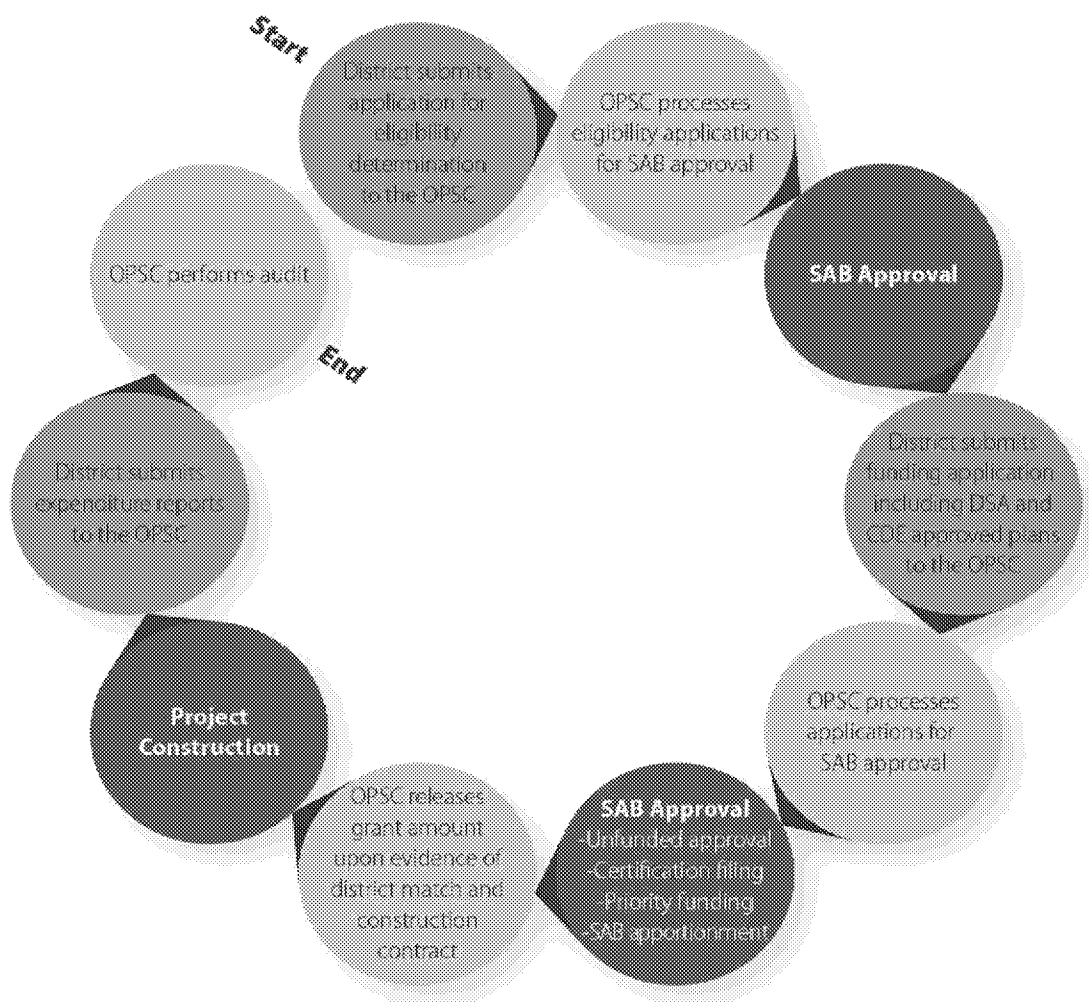 Start
District submits
application for
eligibility
determination
to the OPSC
OPSC processes
eligibility applications
for SAB approval
SAB Approval
District submits
funding application
including DSA and
CDE approved plans
to the OPSC
OPSC processes
applications for
SAB approval
SAB Approval
-Unfunded approval
-Certification filing
-Priority funding
-SAB apportionment
OPSC releases
grant amount
upon evidence of
district match and
construction
contract
Project
Construction
District submits
expenditure reports
to the OPSC
OPSC performs audit
End